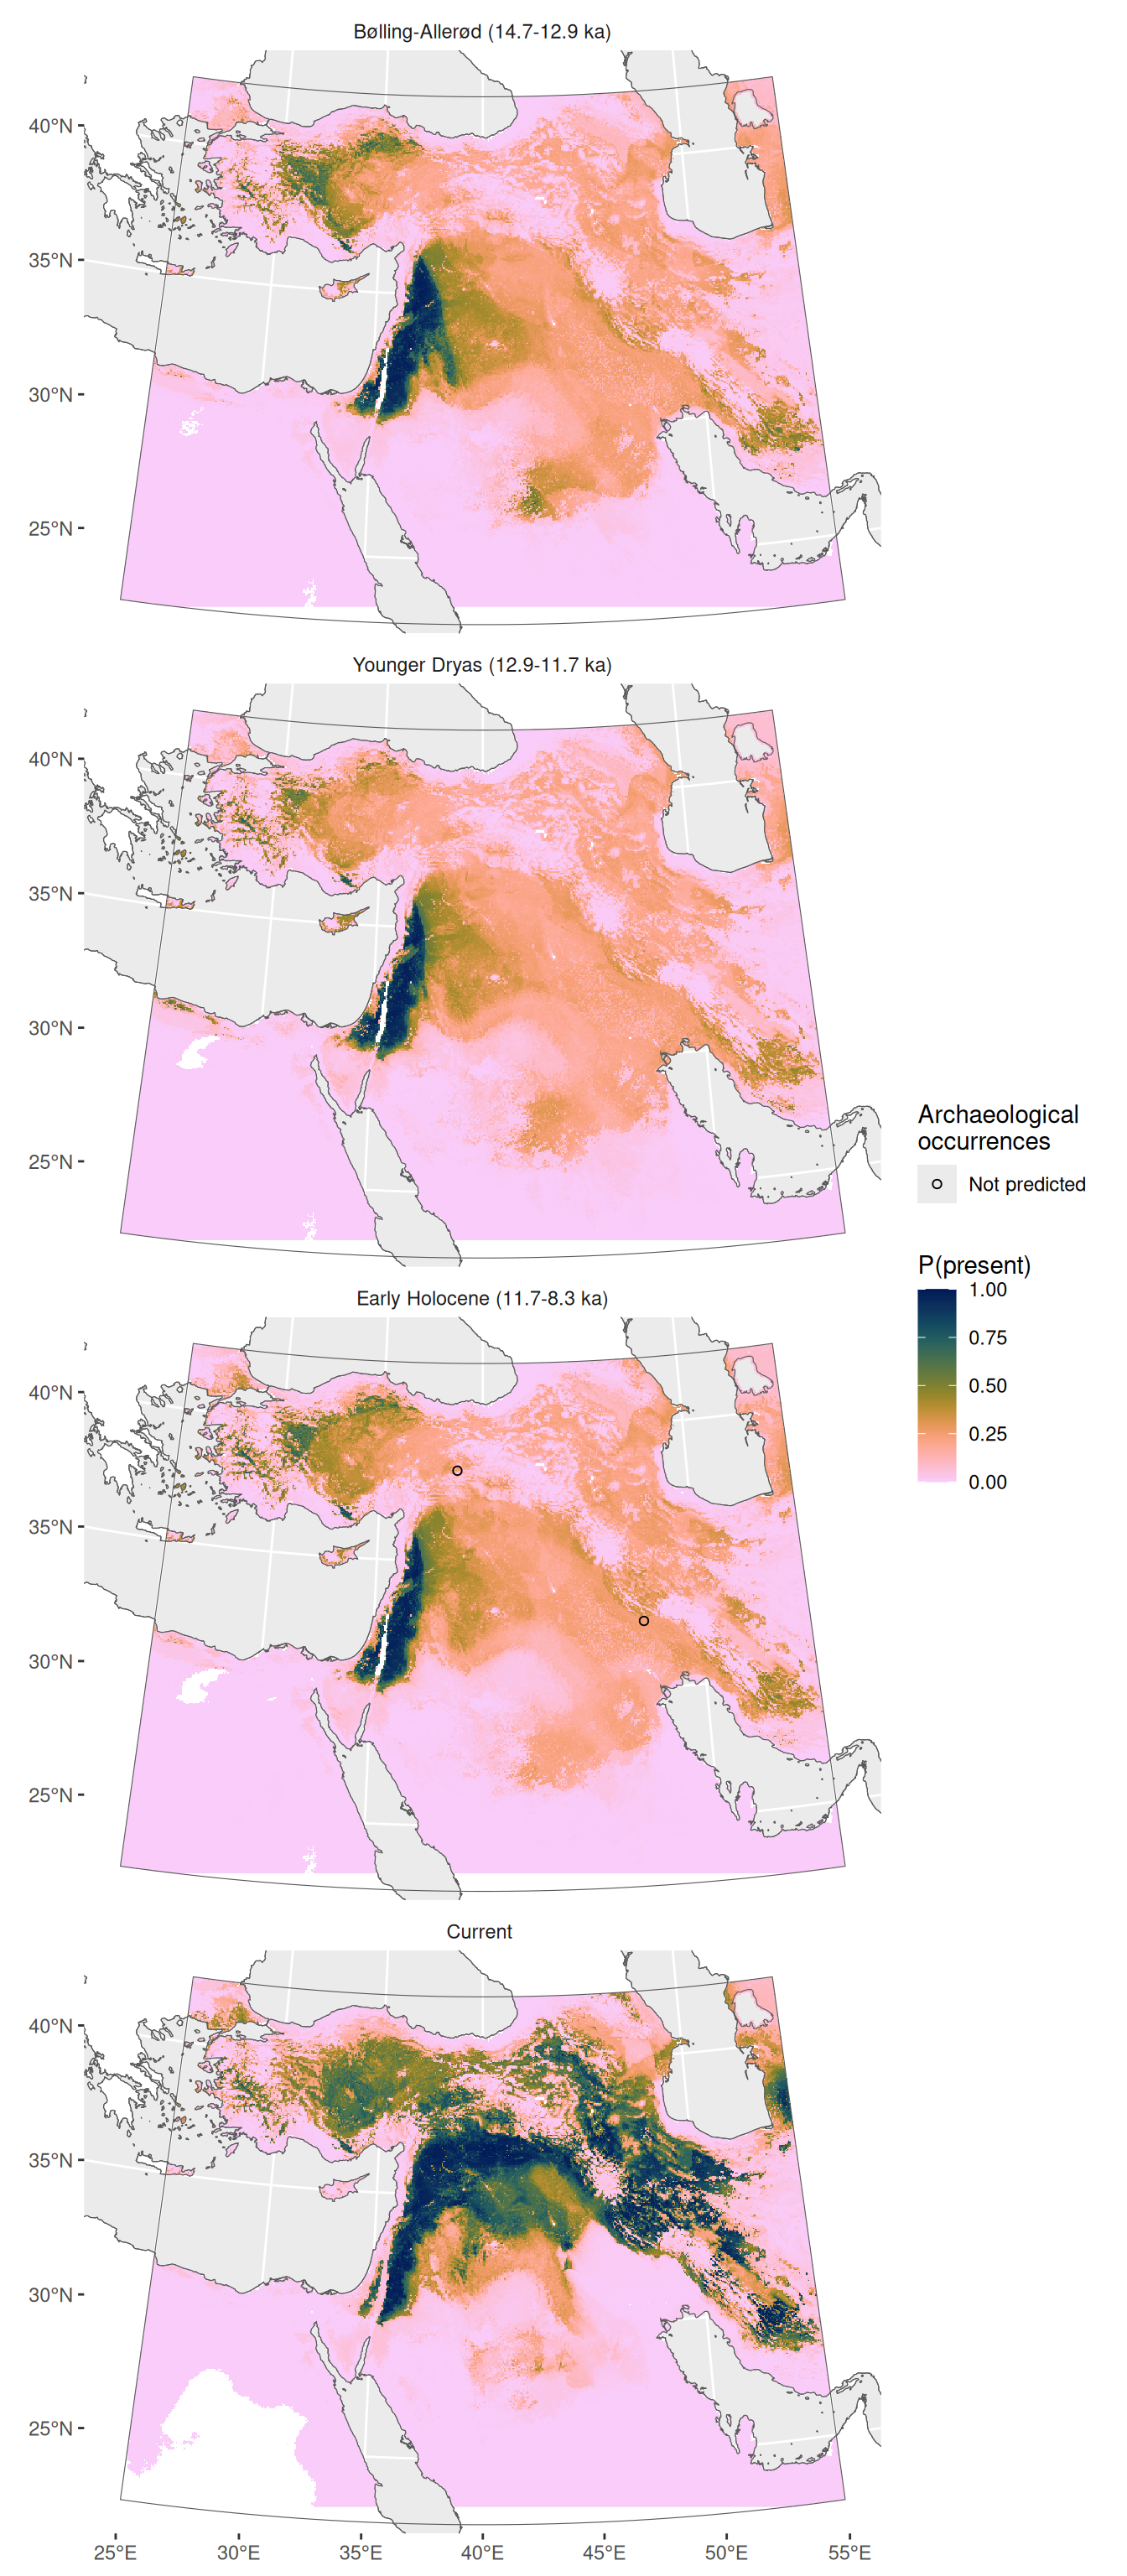 Bølling-Allerød (14.7-12.9 ka)
40°N
35°N
30°N
25°N
Younger Dryas (12.9-11.7 ka)
40°N
35°N
30°N
25°N
Archaeological
occurrences
Not predicted
P(present)
1.00
0.75
0.50
0.25
0.00
Early Holocene (11.7-8.3 ka)
40°N
35°N
30°N
25°N
Current
40°N
35°N
30°N
25°N
25°E 30°E 35°E 40°E 45°E 50°E 55°E